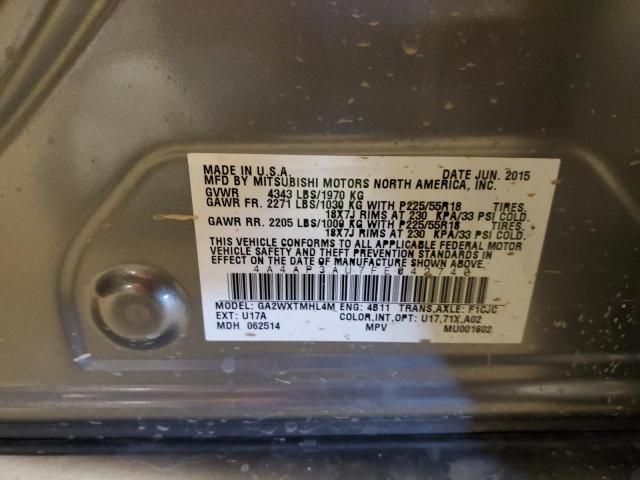 MADE IN U.S.A. DATE JUN. 2015
MFD BY MITSUBISHI MOTORS NORTH AMERICA, INC.
GVWR 4343 LBS/1970 KG
GAWR FR. 2271 LBS/1030 KG WITH P225/55R18 TIRES,
18X7J RIMS AT 230 KPA/33 PSI COLD.
GAWR RR. 2205 LBS/1000 KG WITH P225/55R18 TIRES,
18X7J RIMS AT 230 KPA/33 PSI COLD.
THIS VEHICLE CONFORMS TO ALL APPLICABLE FEDERAL MOTOR
VEHICLE SAFETY AND THEFT PREVENTION STANDARDS IN
EFFECT ON THE DATE OF MANUFACTURE SHOWN ABOVE.
4A4AP3AU7FE042740
MODEL: GA2WXTMHL4M ENG: 4B11 TRANS,AXLE: F1CJC
EXT: U17A COLOR,INT,OPT: U17,71X,A02
MDH 062514 MPV MU001602